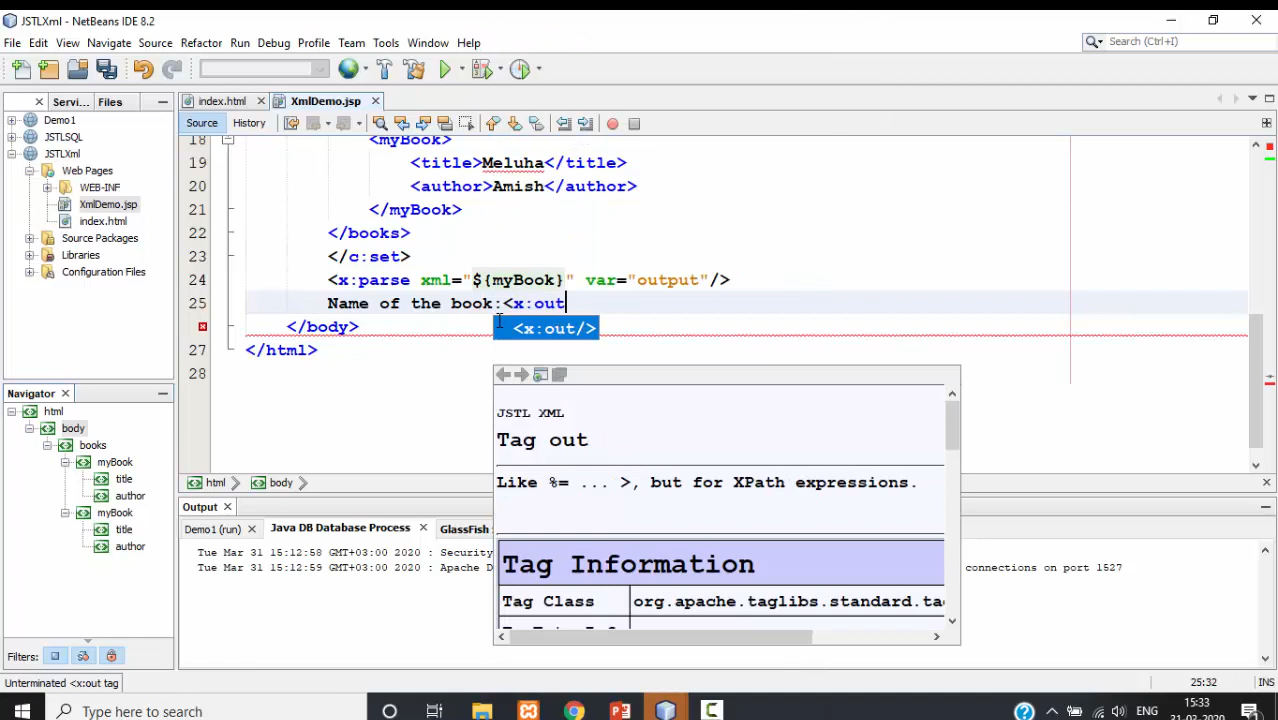 JSTLXml - NetBeans IDE 8.2
File Edit View Navigate Source Refactor Run Debug Profile Team Tools Window Help
Search (Ctrl+I)
Servi... Files
index.html XmlDemo.jsp
Demo1
JSTLSQL
JSTLXml
Web Pages
WEB-INF
XmlDemo.jsp
index.html
Source Packages
Libraries
Configuration Files
Source History
18 <myBook>
19 <title>Meluha</title>
20 <author>Amish</author>
21 </myBook>
22 </books>
23 </c:set>
24 <x:parse xml="${myBook}" var="output"/>
25 Name of the book:<x:out
</body>
27 </html>
28
<x:out/>
JSTL XML
Tag out
Like %= ... >, but for XPath expressions.
Tag Information
Tag Class org.apache.taglibs.standard.ta
Navigator
html
body
books
myBook
title
author
myBook
title
author
Filters:
html body
Output
Demo1 (run) Java DB Database Process GlassFish
Tue Mar 31 15:12:58 GMT+03:00 2020 : Security
Tue Mar 31 15:12:59 GMT+03:00 2020 : Apache D connections on port 1527
Unterminated <x:out tag
25:32 INS
Type here to search
ENG
15:33
31-03-2020